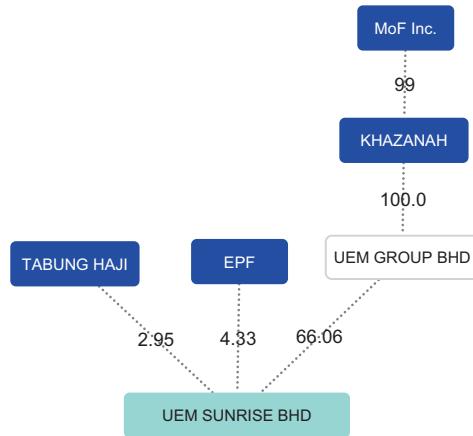 MoF Inc.
99
KHAZANAH
100.0
TABUNG HAJI
EPF
UEM GROUP BHD
2.95
4.33
66.06
UEM SUNRISE BHD